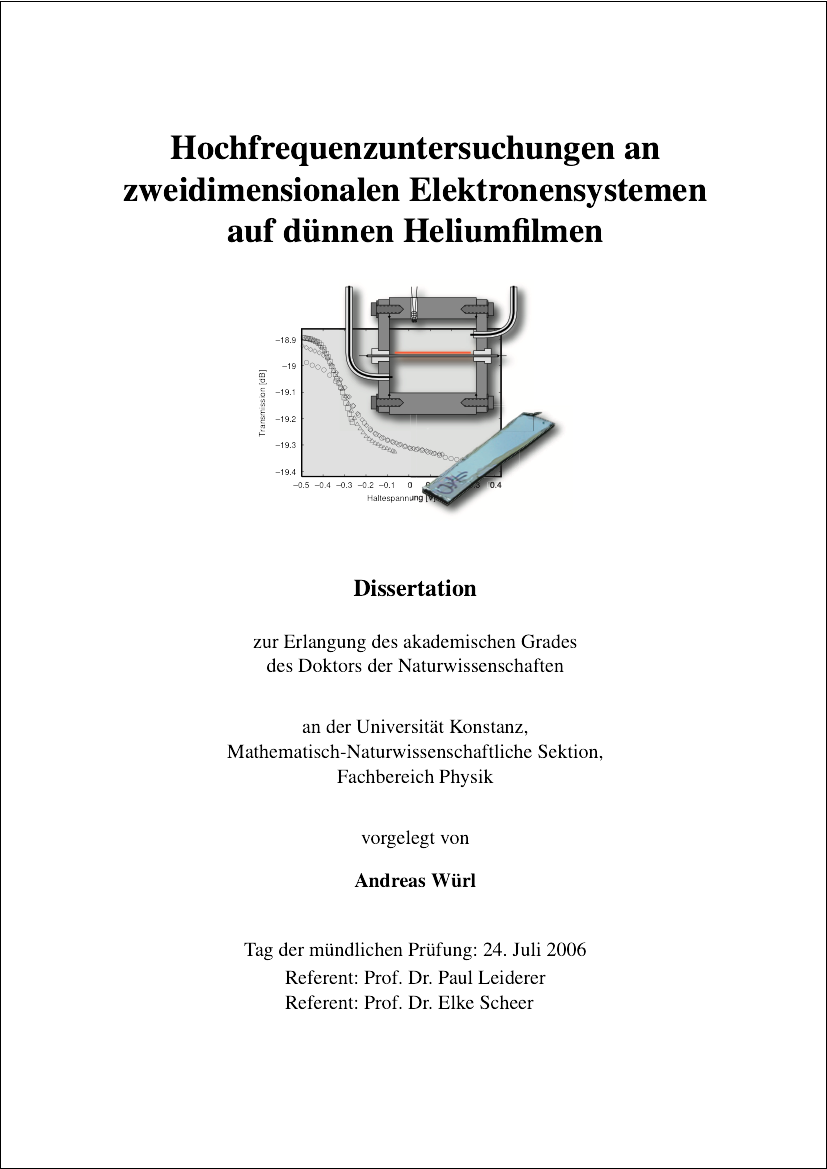 Hochfrequenzuntersuchungen an
zweidimensionalen Elektronensystemen
auf dünnen Heliumfilmen
Transmission [dB]
−18.9
−19
−19.1
−19.2
−19.3
−19.4
−0.5 −0.4 −0.3 −0.2 −0.1 0 0.4
Haltespannung [V]
Dissertation
zur Erlangung des akademischen Grades
des Doktors der Naturwissenschaften
an der Universität Konstanz,
Mathematisch-Naturwissenschaftliche Sektion,
Fachbereich Physik
vorgelegt von
Andreas Würl
Tag der mündlichen Prüfung: 24. Juli 2006
Referent: Prof. Dr. Paul Leiderer
Referent: Prof. Dr. Elke Scheer